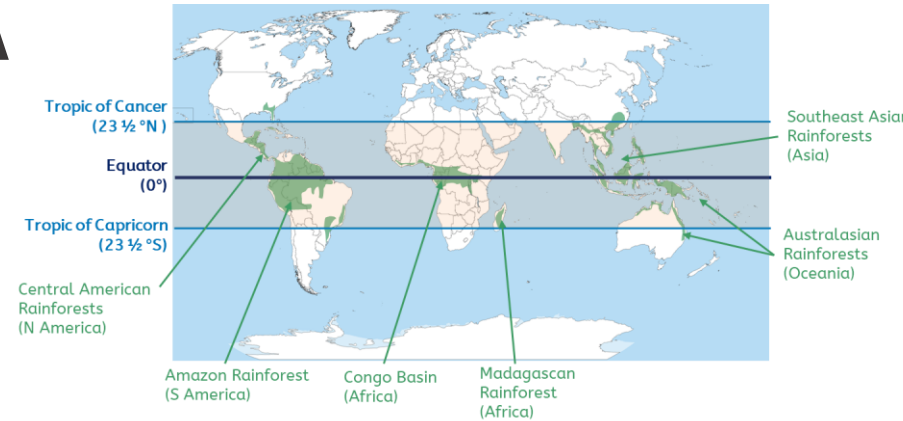 A
Tropic of Cancer
(23 ½ °N )
Equator
(0°)
Tropic of Capricorn
(23 ½ °S)
Southeast Asian
Rainforests
(Asia)
Australasian
Rainforests
(Oceania)
Central American
Rainforests
(N America)
Amazon Rainforest
(S America)
Congo Basin
(Africa)
Madagascan
Rainforest
(Africa)